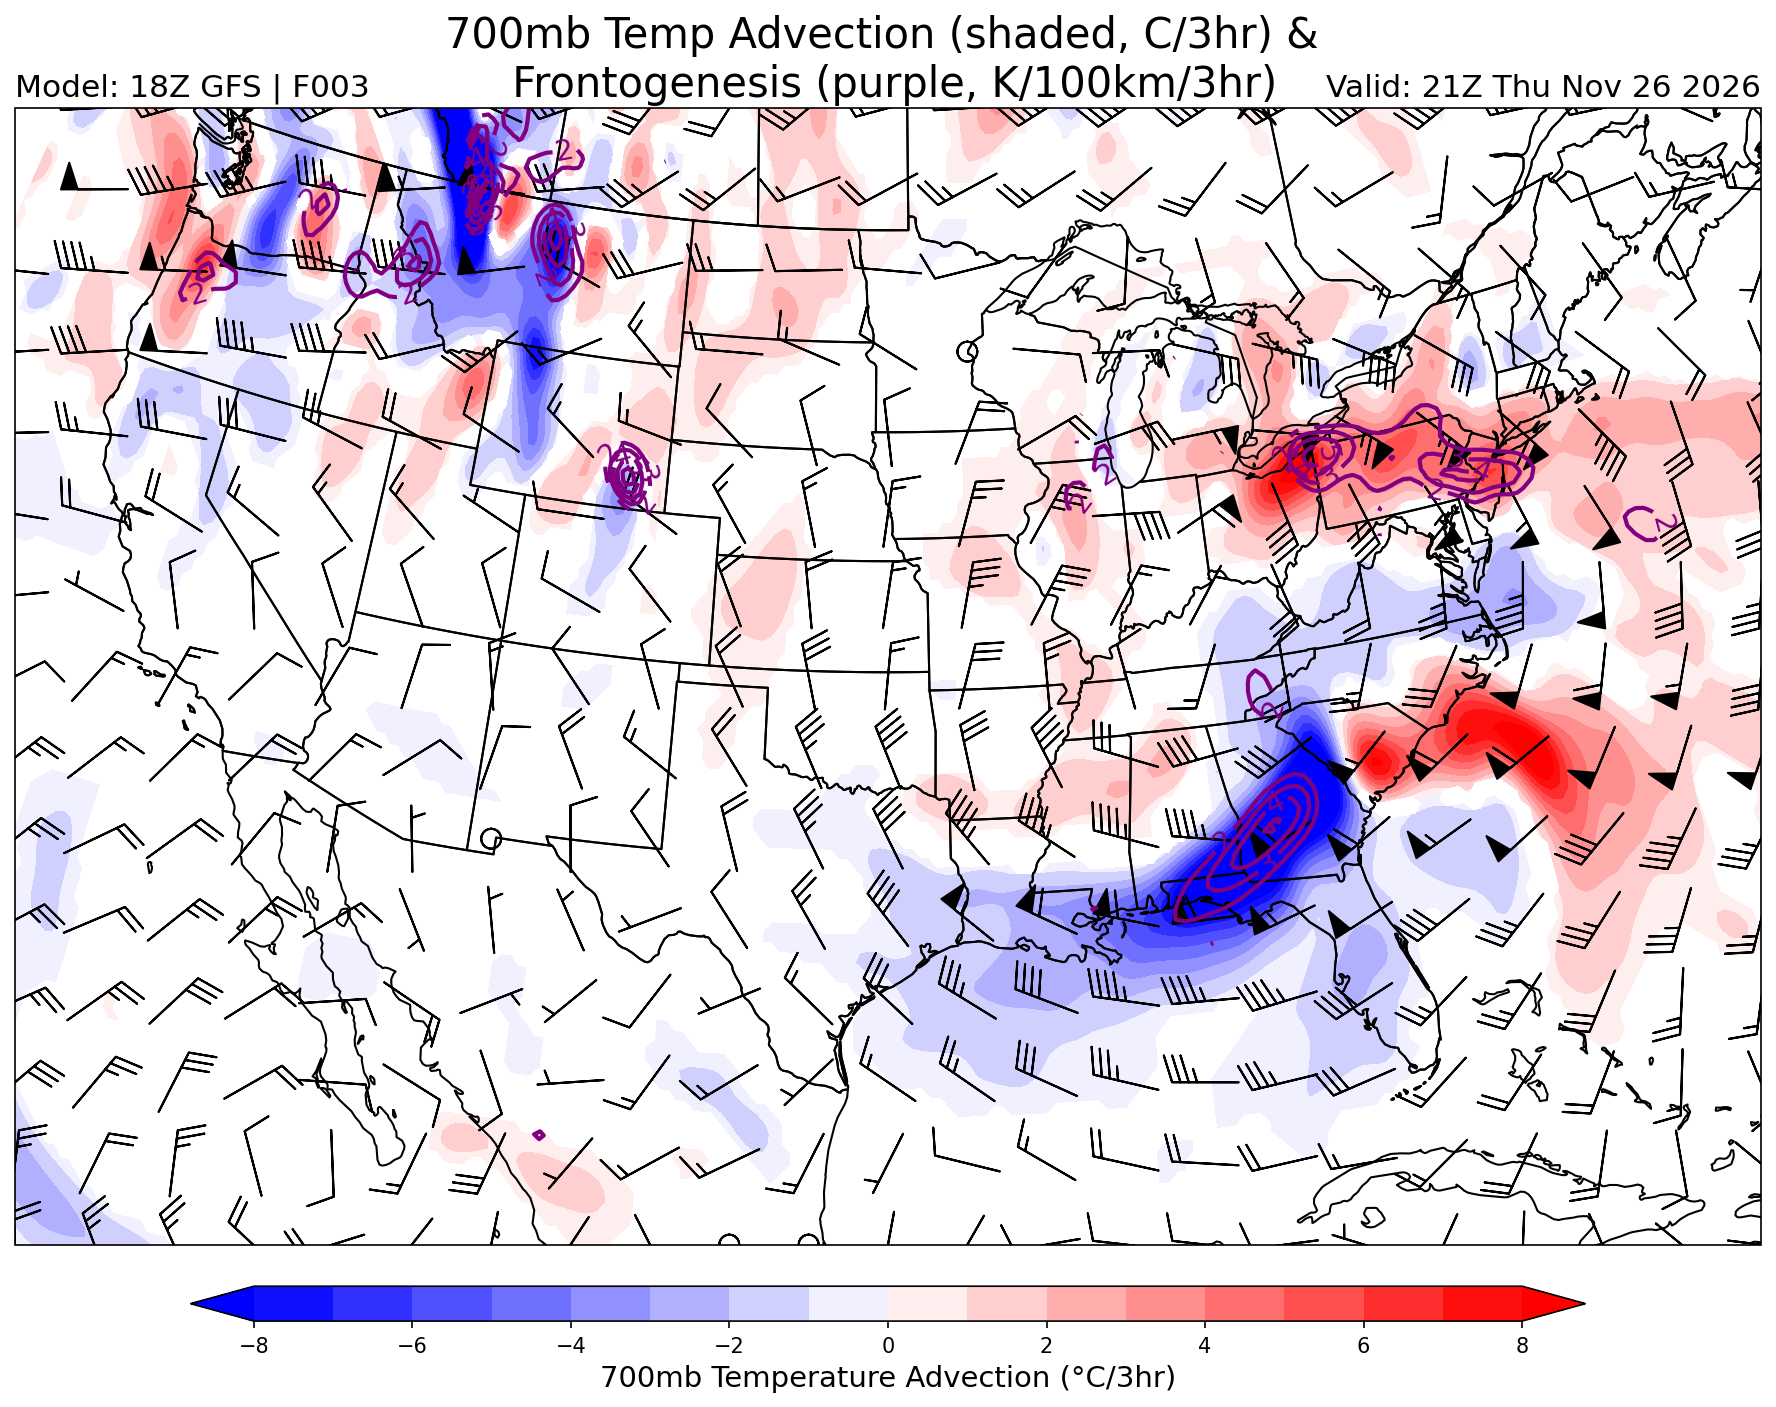 700mb Temp Advection (shaded, C/3hr) &
Frontogenesis (purple, K/100km/3hr)
Model: 18Z GFS | F003
Valid: 21Z Thu Nov 26 2026
−8 −6 −4 −2 0 2 4 6 8
700mb Temperature Advection (°C/3hr)